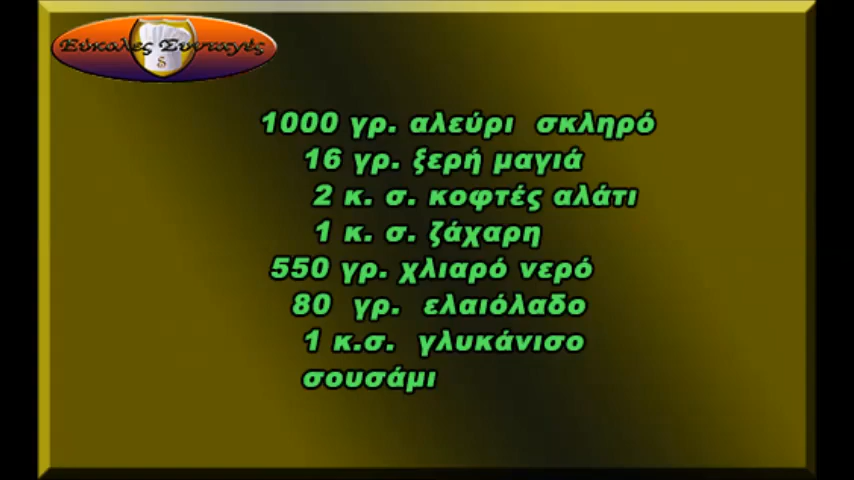 Εύκολες Συνταγές
S
1000 γρ. αλεύρι σκληρό
16 γρ. ξερή μαγιά
2 κ. σ. κοφτές αλάτι
1 κ. σ. ζάχαρη
550 γρ. χλιαρό νερό
80 γρ. ελαιόλαδο
1 κ.σ. γλυκάνισο
σουσάμι